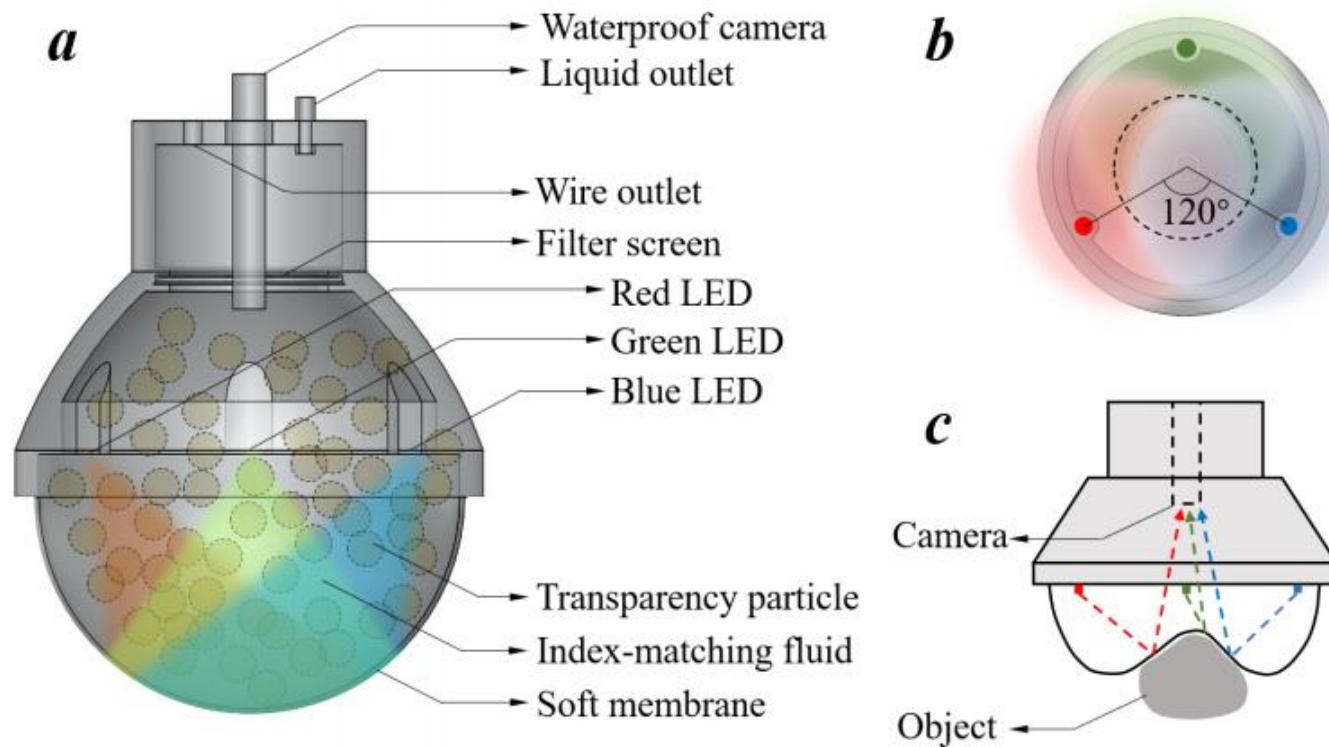 a
Waterproof camera
Liquid outlet
Wire outlet
Filter screen
Red LED
Green LED
Blue LED
Transparency particle
Index-matching fluid
Soft membrane
b
120°
c
Camera
Object